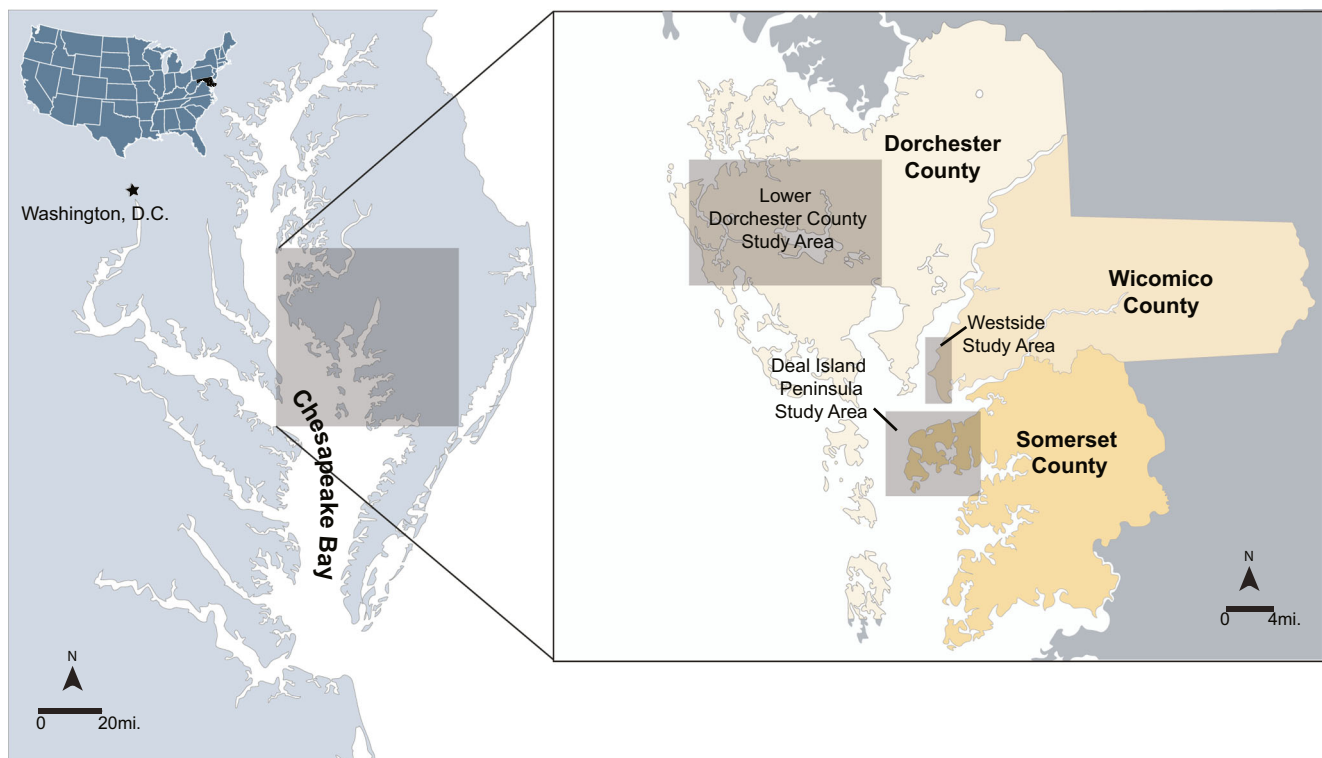 Washington, D.C.
Chesapeake Bay
N
0 20mi.
Dorchester
County
Lower
Dorchester County
Study Area
Wicomico
County
Westside
Study Area
Deal Island
Peninsula
Study Area
Somerset
County
N
0 4mi.